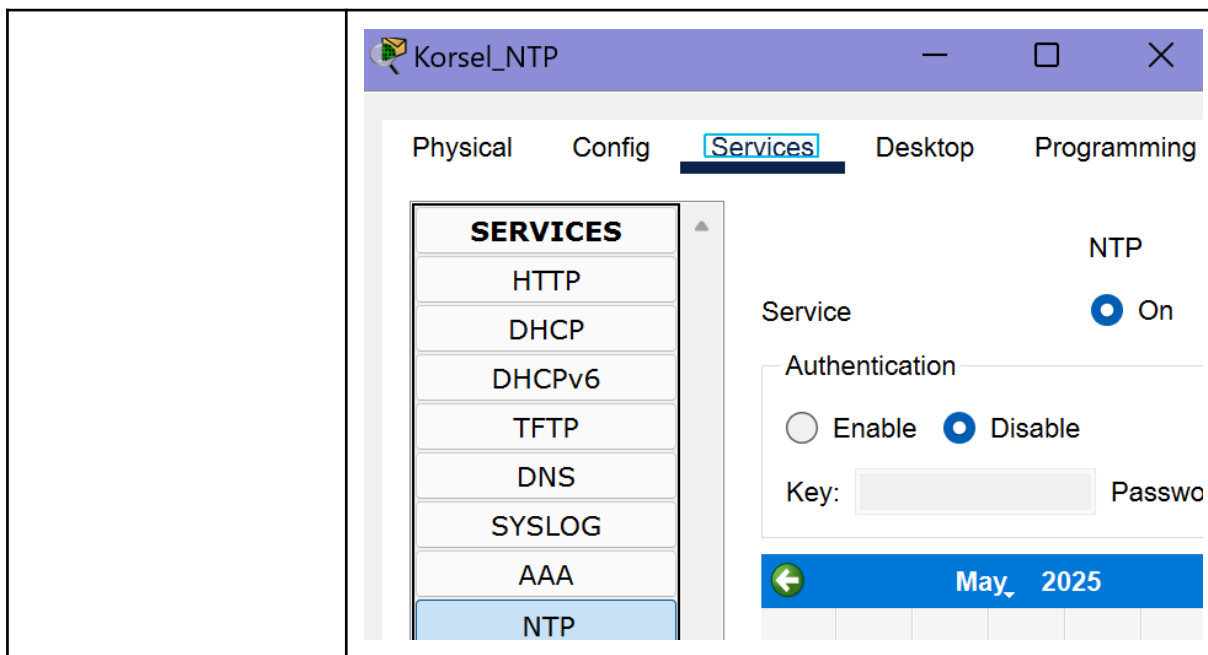 Korsel_NTP
Physical Config Services Desktop Programming
SERVICES
HTTP
DHCP
DHCPv6
TFTP
DNS
SYSLOG
AAA
NTP
NTP
Service On
Authentication
Enable Disable
Key: Passwo
May 2025